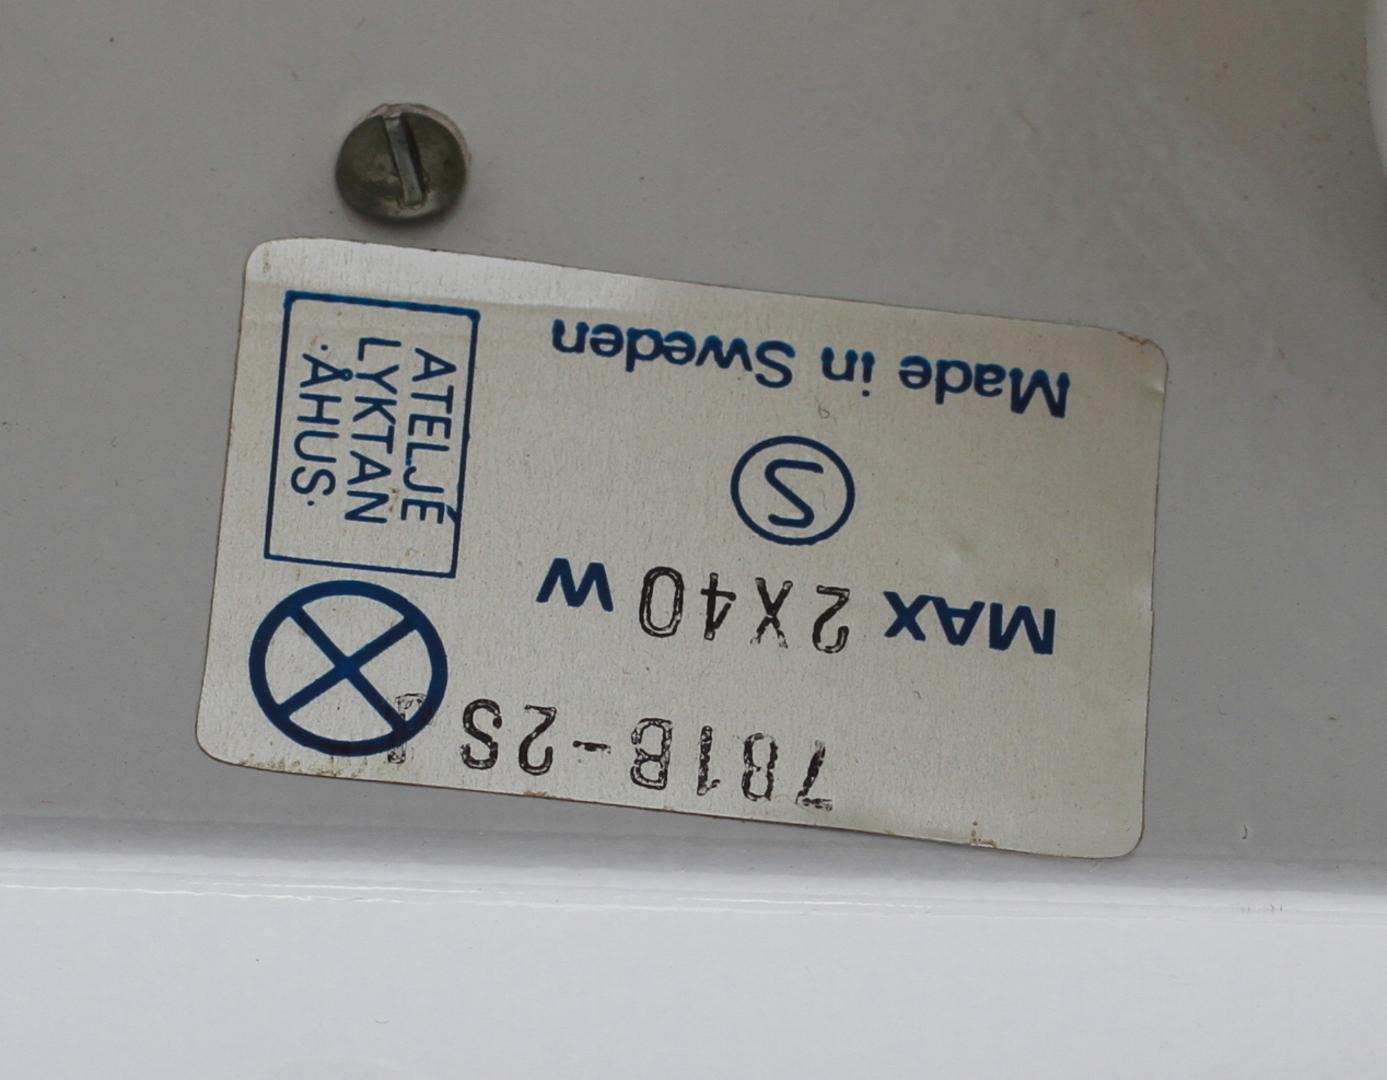 781B-2S
MAX 2X40 W
S
Made in Sweden
ATELJÉ
LYKTAN
·ÅHUS·